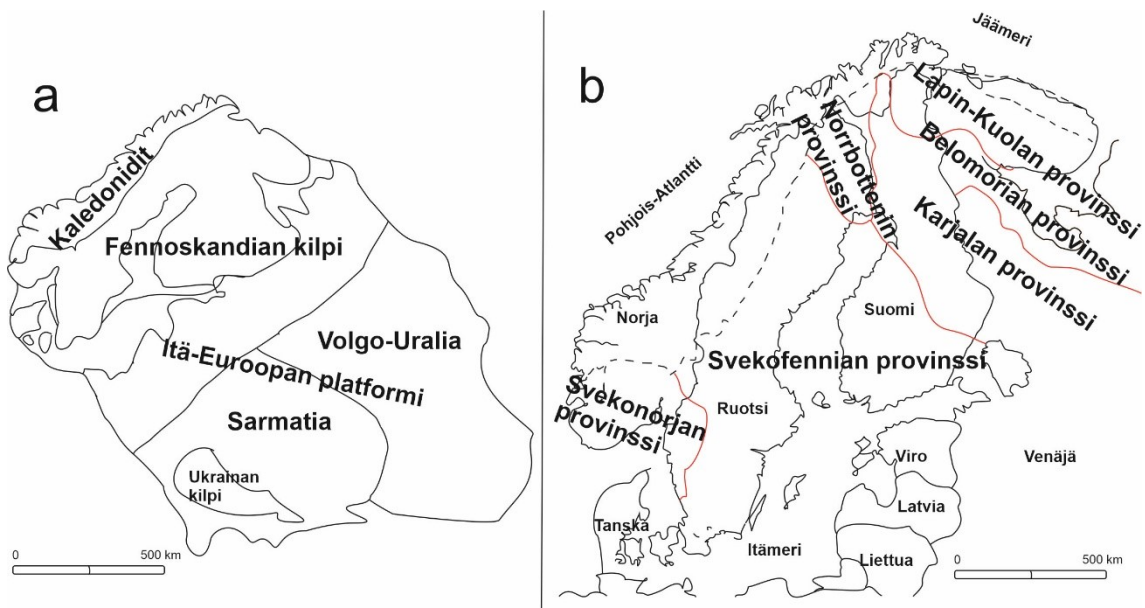 a
Kaledonidit
Fennoskandian kilpi
Volgo-Uralia
Itä-Euroopan platformi
Sarmatia
Ukrainan
kilpi
0 500 km
b
Jäämeri
Pohjois-Atlantti
Lapin-Kuolan provinssi
Belomorian provinssi
Norrbottenin
provinssi
Karjalan provinssi
Norja
Suomi
Svekofennian provinssi
Svekonorjan
provinssi
Ruotsi
Viro
Venäjä
Latvia
Tanska
Itämeri
Liettua
0 500 km